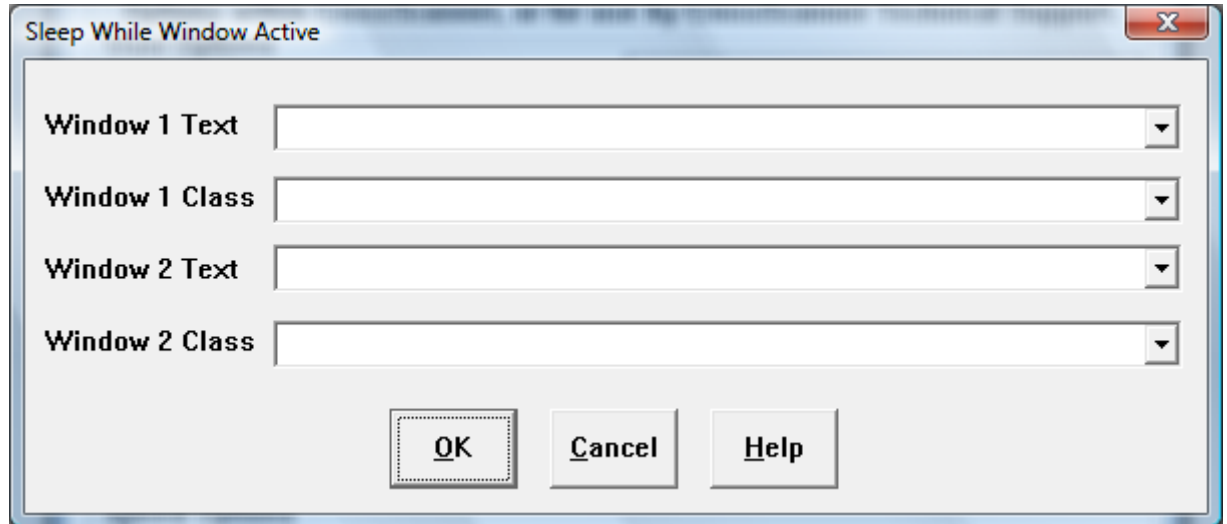 Sleep While Window Active
Window 1 Text
Window 1 Class
Window 2 Text
Window 2 Class
OK Cancel Help